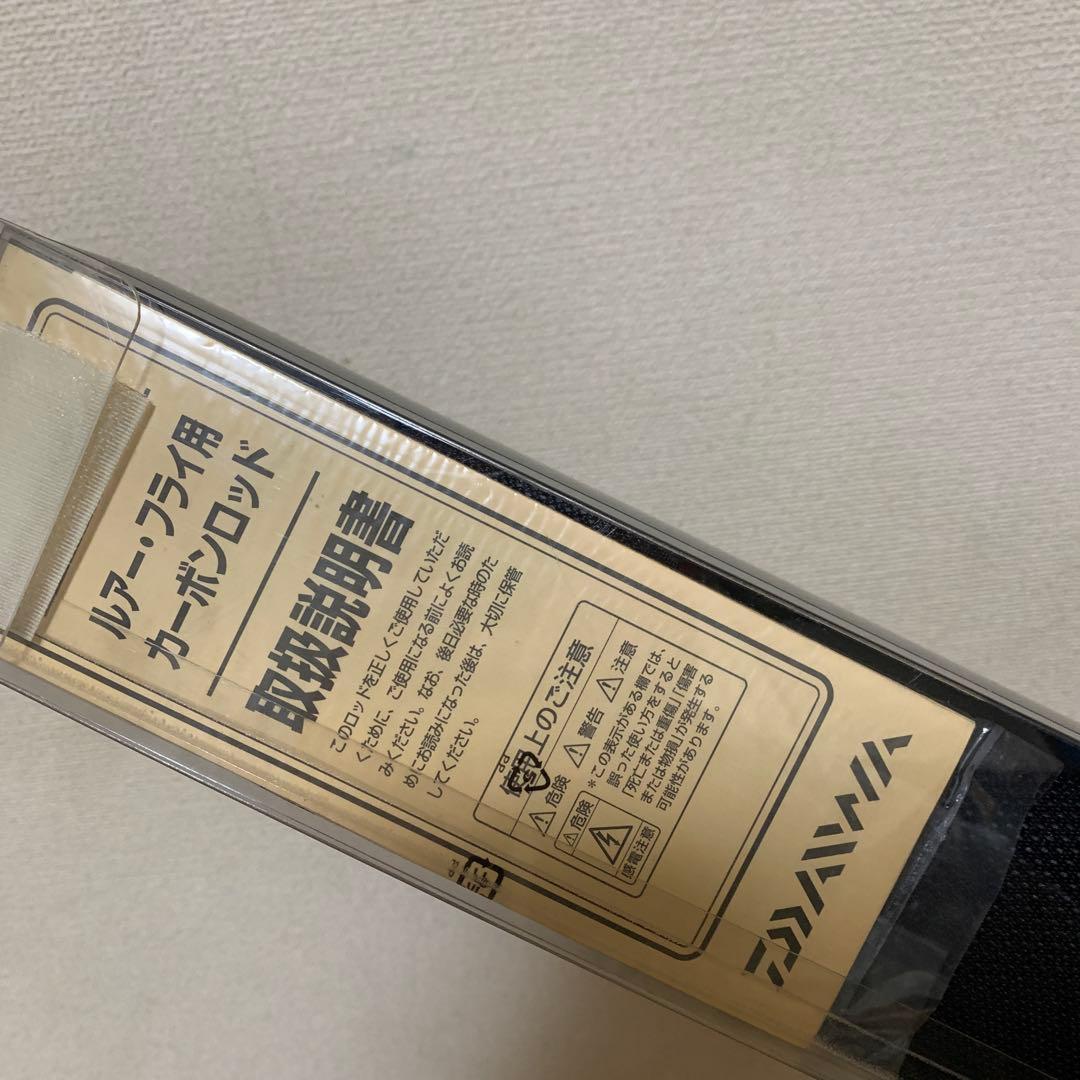 ルアー・フライ用
カーボンロッド
取扱説明書
このロッドを正しくご使用していただ
くために、ご使用になる前によくお読
みください。なお、後日必要な時のた
めにお読みになった後は、大切に保管
してください。
使用上のご注意
危険 警告 注意
＊この表示がある欄では、
誤った使い方をすると
「死亡または重傷」「傷害
または物損」が発生する
可能性があります。
危険
感電注意
DAIWA
PP
PP